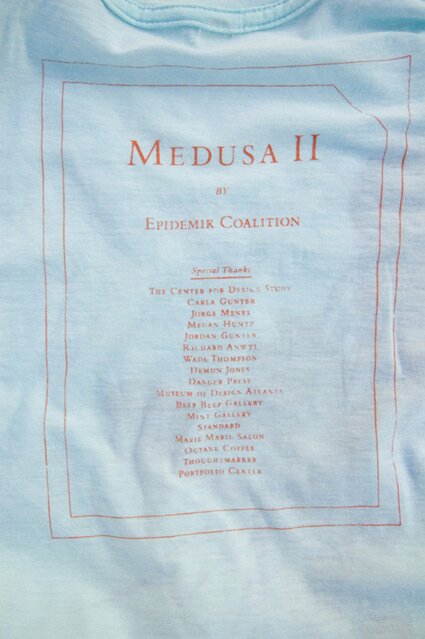 MEDUSA II
BY
EPIDEMIK COALITION
Special Thanks
THE CENTER FOR DESIGN STUDY
CARLA GUNTER
JORGE MENES
MEGAN HUNTZ
JORDAN GUNTER
RICHARD ANWYL
WADE THOMPSON
DEMUN JONES
DANGER PRESS
MUSEUM OF DESIGN ATLANTA
BEEP BEEP GALLERY
MINT GALLERY
STANDARD
MARIE MARIE SALON
OCTANE COFFEE
THOUGHTMARKER
PORTFOLIO CENTER